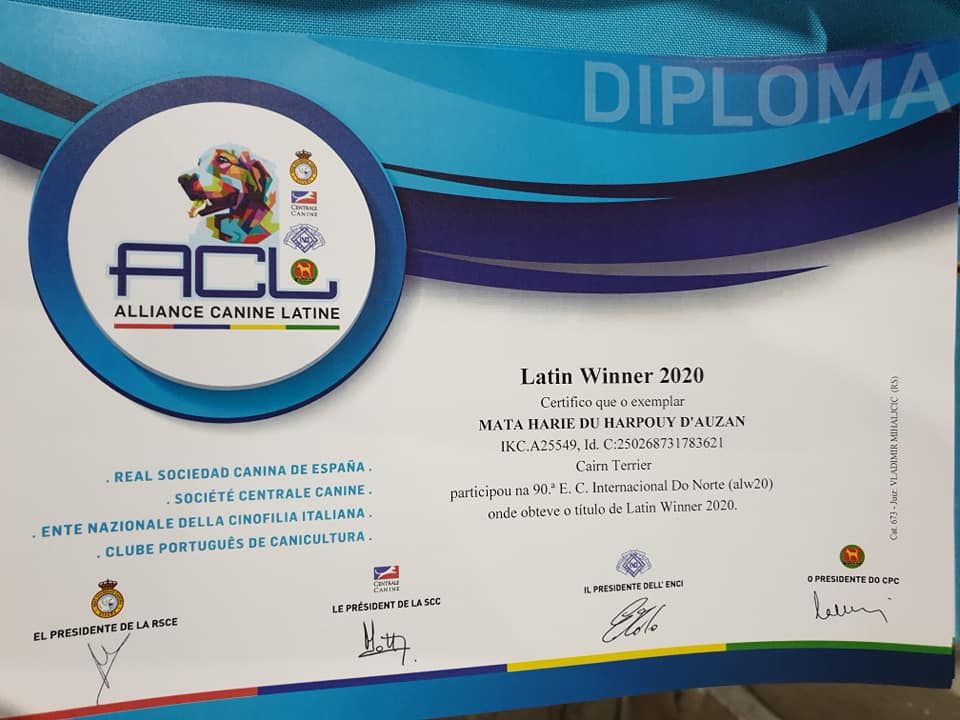 DIPLOMA
CENTRALE
CANINE
ACL
ALLIANCE CANINE LATINE
Latin Winner 2020
Certifico que o exemplar
MATA HARIE DU HARPOUY D'AUZAN
IKC.A25549, Id. C:250268731783621
Cairn Terrier
participou na 90.ª E. C. Internacional Do Norte (alw20)
onde obteve o título de Latin Winner 2020.
Cat. 673 - Juiz. VLADIMIR MIHALJCIC (RS)
. REAL SOCIEDAD CANINA DE ESPAÑA .
. SOCIÉTÉ CENTRALE CANINE .
. ENTE NAZIONALE DELLA CINOFILIA ITALIANA .
. CLUBE PORTUGUÊS DE CANICULTURA .
EL PRESIDENTE DE LA RSCE
CENTRALE
CANINE
LE PRÉSIDENT DE LA SCC
IL PRESIDENTE DELL' ENCI
O PRESIDENTE DO CPC